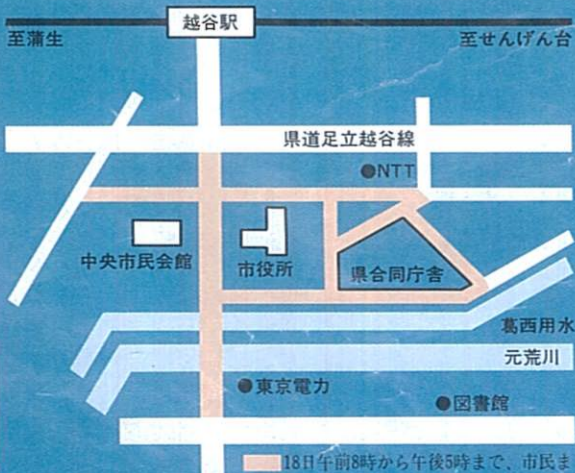 越谷駅
至蒲生
至せんげん台
県道足立越谷線
●NTT
中央市民会館
市役所
県合同庁舎
葛西用水
元荒川
●東京電力
●図書館
18日午前8時から午後5時まで、市民ま